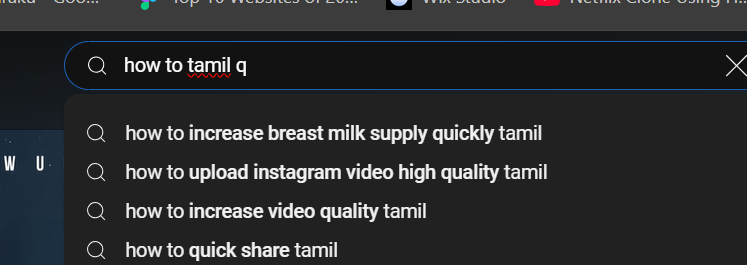 Top 10 Websites of 20...
Wix Studio
Netflix Clone Using H...
how to tamil q
how to increase breast milk supply quickly tamil
how to upload instagram video high quality tamil
W U
how to increase video quality tamil
how to quick share tamil